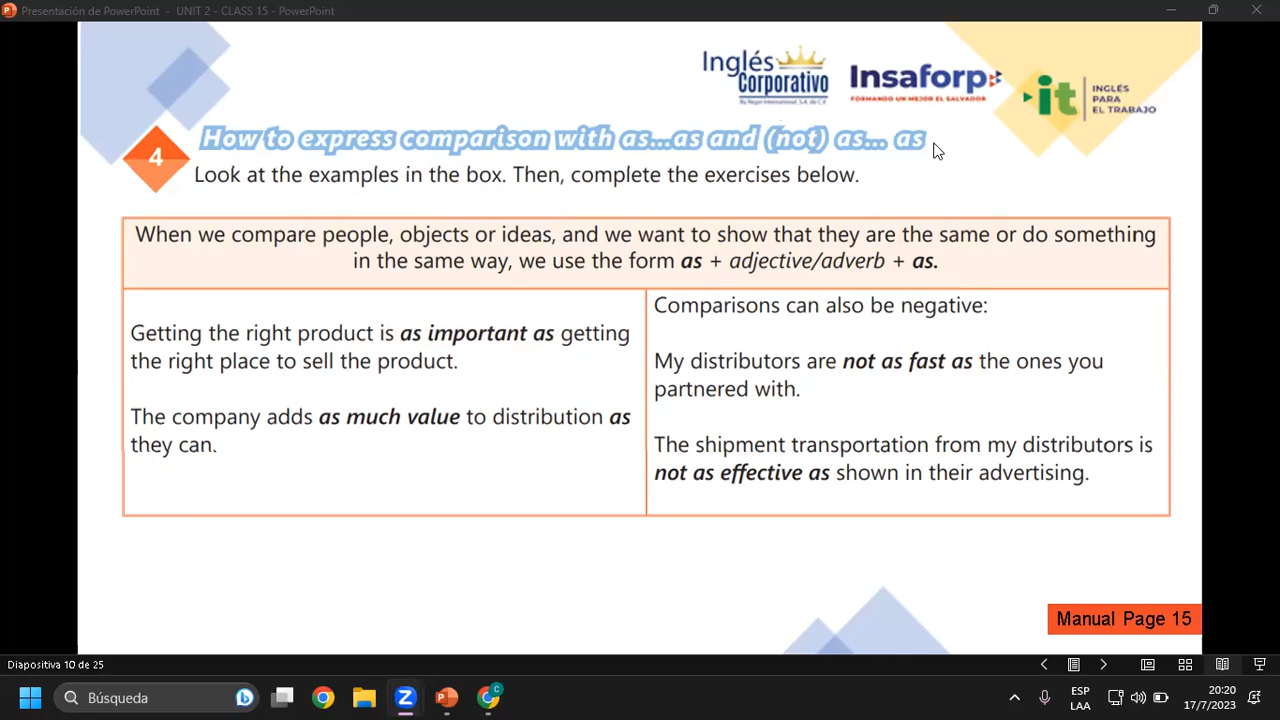 Presentación de PowerPoint - UNIT 2 - CLASS 15 - PowerPoint
Inglés
Corporativo
By Regal International, S.A. de C.V.
Insaforp
FORMANDO UN MEJOR EL SALVADOR
it
INGLÉS
PARA
EL TRABAJO
4
How to express comparison with as...as and (not) as... as
Look at the examples in the box. Then, complete the exercises below.
When we compare people, objects or ideas, and we want to show that they are the same or do something
in the same way, we use the form as + adjective/adverb + as.
Getting the right product is as important as getting
the right place to sell the product.
The company adds as much value to distribution as
they can.
Comparisons can also be negative:
My distributors are not as fast as the ones you
partnered with.
The shipment transportation from my distributors is
not as effective as shown in their advertising.
Manual Page 15
Diapositiva 10 de 25
Búsqueda
ESP
LAA
20:20
17/7/2023